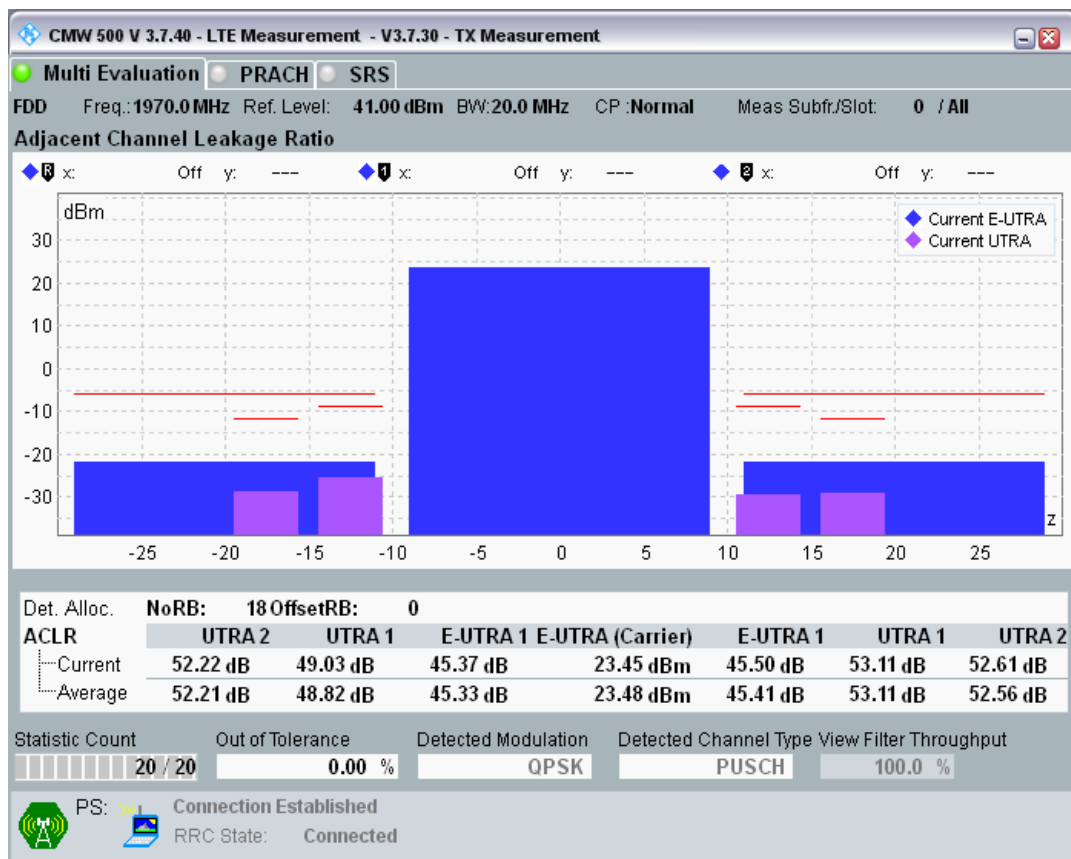 CMW 500 V 3.7.40 - LTE Measurement - V3.7.30 - TX Measurement
Multi Evaluation PRACH SRS
FDD Freq.:1970.0 MHz Ref. Level: 41.00 dBm BW:20.0 MHz CP :Normal Meas Subfr./Slot: 0 / All
Adjacent Channel Leakage Ratio
R x: Off y: --- 1 x: Off y: --- 2 x: Off y: ---
dBm
Current E-UTRA
Current UTRA
30
20
10
0
-10
-20
-30
z
-25 -20 -15 -10 -5 0 5 10 15 20 25
Det. Alloc. NoRB: 18 OffsetRB: 0
ACLR UTRA 2 UTRA 1 E-UTRA 1 E-UTRA (Carrier) E-UTRA 1 UTRA 1 UTRA 2
Current 52.22 dB 49.03 dB 45.37 dB 23.45 dBm 45.50 dB 53.11 dB 52.61 dB
Average 52.21 dB 48.82 dB 45.33 dB 23.48 dBm 45.41 dB 53.11 dB 52.56 dB
Statistic Count Out of Tolerance Detected Modulation Detected Channel Type View Filter Throughput
20 / 20 0.00 % QPSK PUSCH 100.0 %
PS: Connection Established
RRC State: Connected